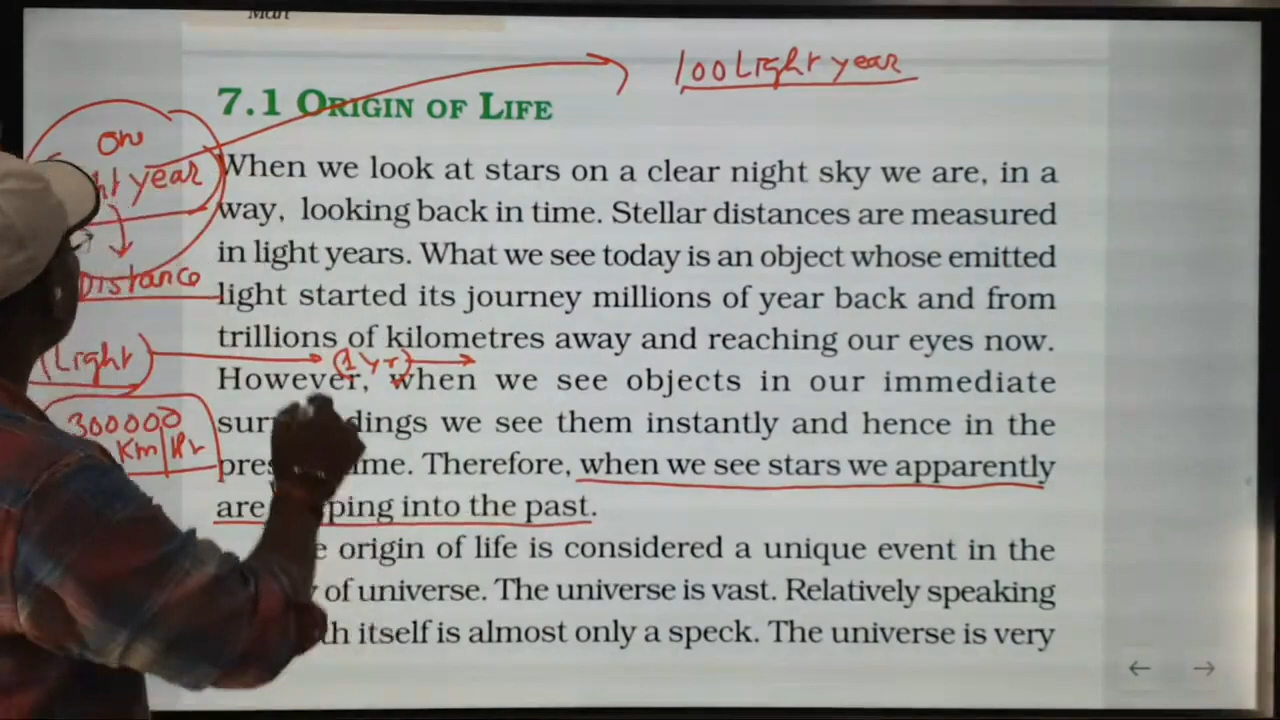 100 Light year
7.1 ORIGIN OF LIFE
When we look at stars on a clear night sky we are, in a
way, looking back in time. Stellar distances are measured
in light years. What we see today is an object whose emitted
light started its journey millions of year back and from
trillions of kilometres away and reaching our eyes now.
However, when we see objects in our immediate
sur dings we see them instantly and hence in the
pres ime. Therefore, when we see stars we apparently
are ping into the past.
e origin of life is considered a unique event in the
of universe. The universe is vast. Relatively speaking
th itself is almost only a speck. The universe is very
one
ht year
Distance
(Light)
(1 yr)
300000
Km/Hr